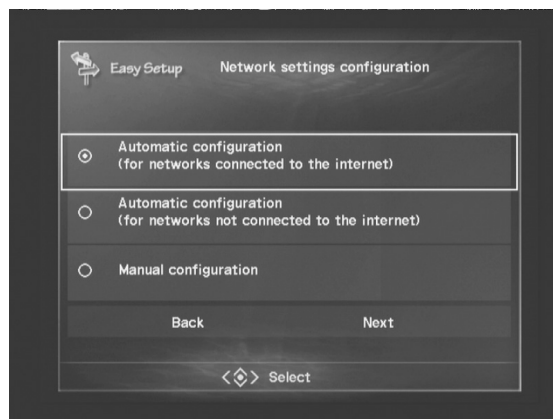 Easy Setup Network settings configuration
Automatic configuration
(for networks connected to the internet)
Automatic configuration
(for networks not connected to the internet)
Manual configuration
Back Next
Select